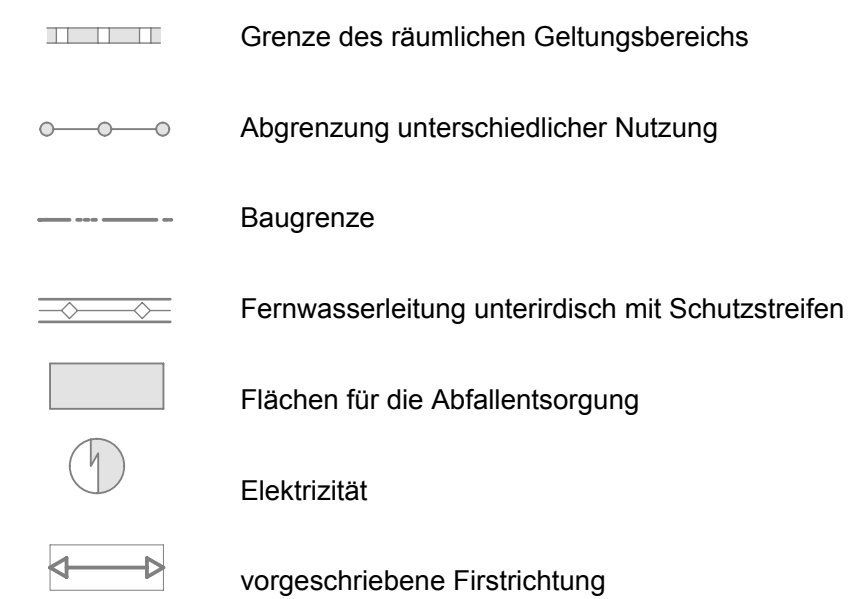 Grenze des räumlichen Geltungsbereichs
Abgrenzung unterschiedlicher Nutzung
Baugrenze
Fernwasserleitung unterirdisch mit Schutzstreifen
Flächen für die Abfallentsorgung
Elektrizität
vorgeschriebene Firstrichtung